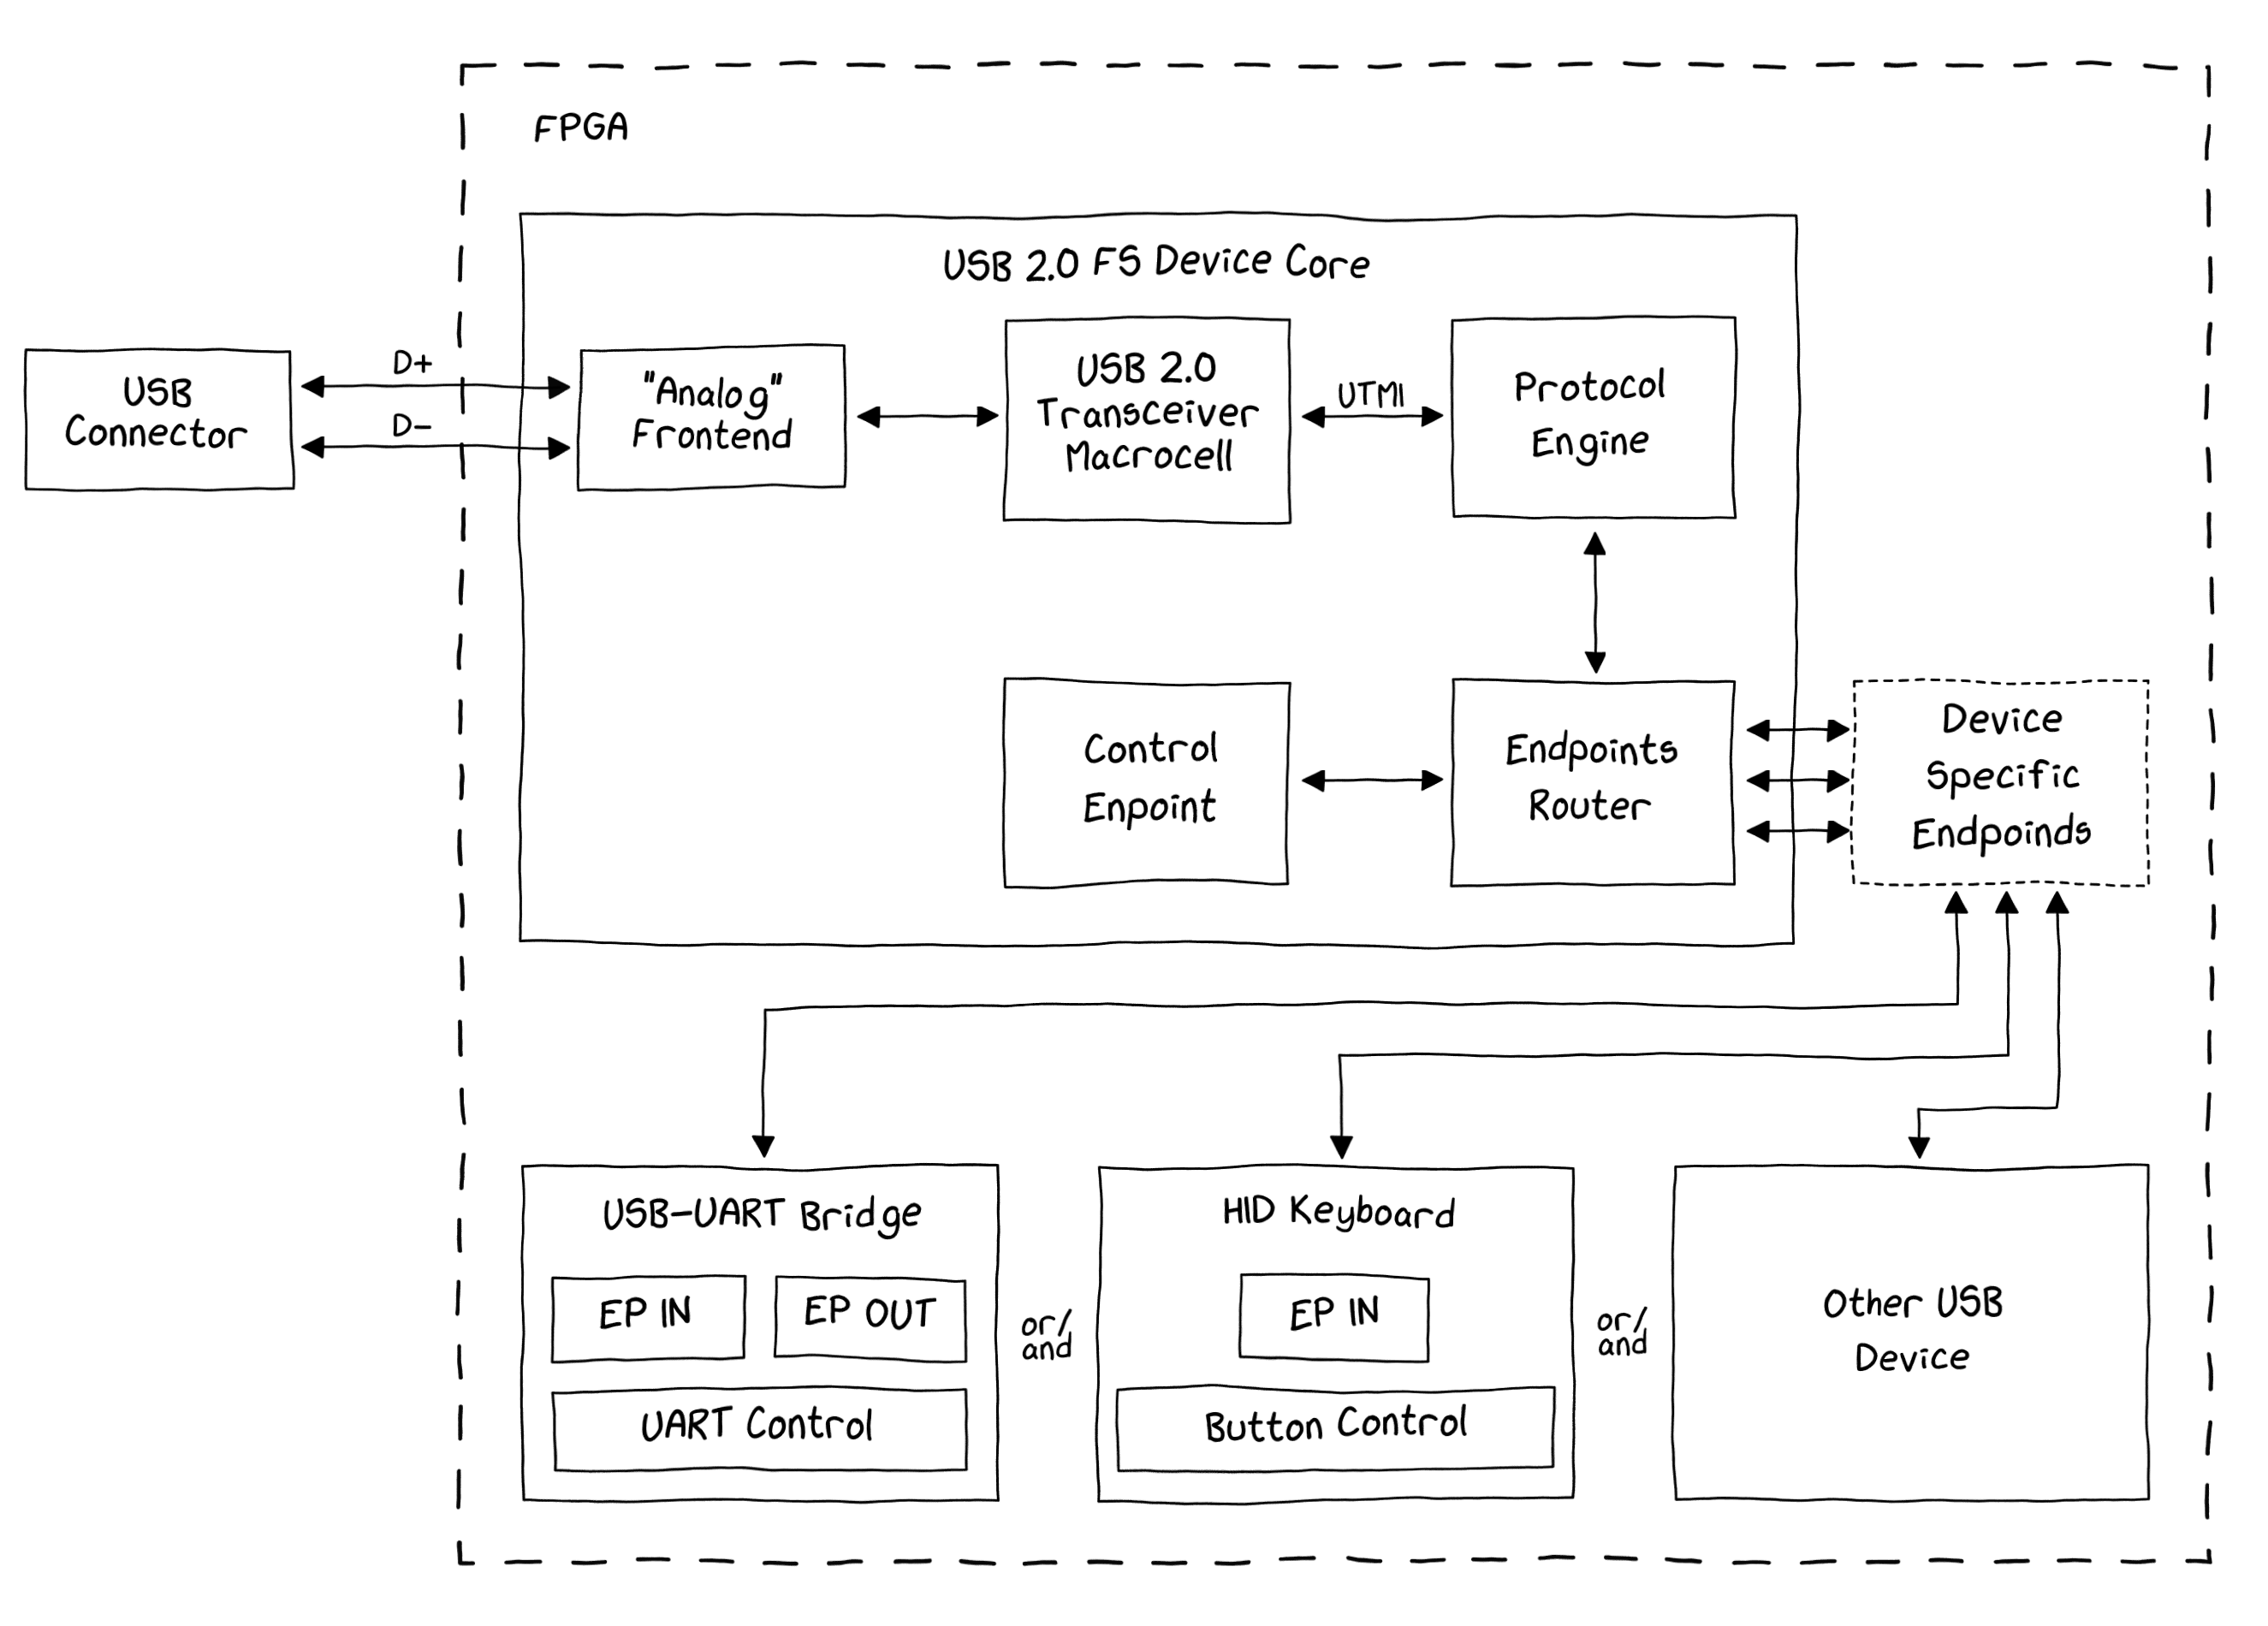 FPGA
USB 2.0 FS Device Core
USB
Connector
D+
D-
"Analog"
Frontend
USB 2.0
Transceiver
Macrocell
UTMI
Protocol
Engine
Control
Enpoint
Endpoints
Router
Device
Specific
Endpoinds
USB-UART Bridge
EP IN
EP OUT
UART Control
or/
and
HID Keyboard
EP IN
Button Control
or/
and
Other USB
Device